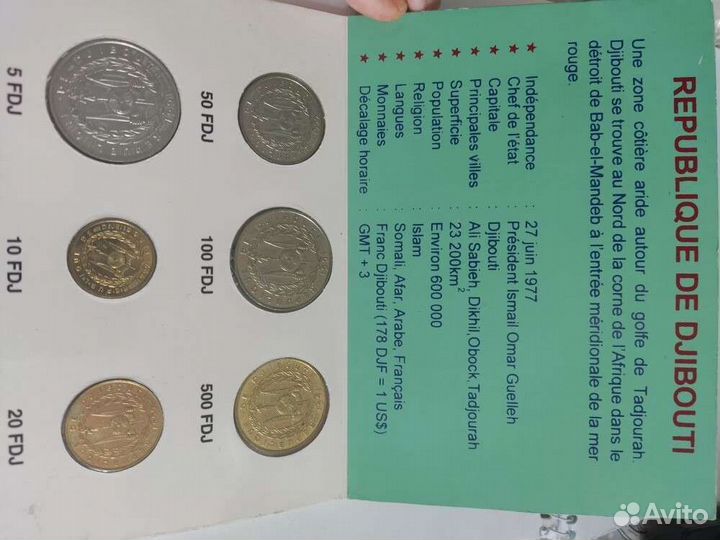 REPUBLIQUE DE DJIBOUTI
Une zone côtière aride autour du golfe de Tadjourah.
Djibouti se trouve au Nord de la corne de l'Afrique dans le
détroit de Bab-el-Mandeb à l'entrée méridionale de la mer
rouge.
★ Indépendance : 27 juin 1977
★ Chef de l'état : Président Ismail Omar Guelleh
★ Capitale : Djibouti
★ Principales villes : Ali Sabieh, Dikhil, Obock, Tadjourah
★ Superficie : 23 200km²
★ Population : Environ 600 000
★ Religion : Islam
★ Langues : Somali, Afar, Arabe, Français
★ Monnaies : Franc Djibouti (178 DJF = 1 US$)
★ Décalage horaire : GMT + 3
50 FDJ
100 FDJ
500 FDJ
5 FDJ
10 FDJ
20 FDJ
Avito